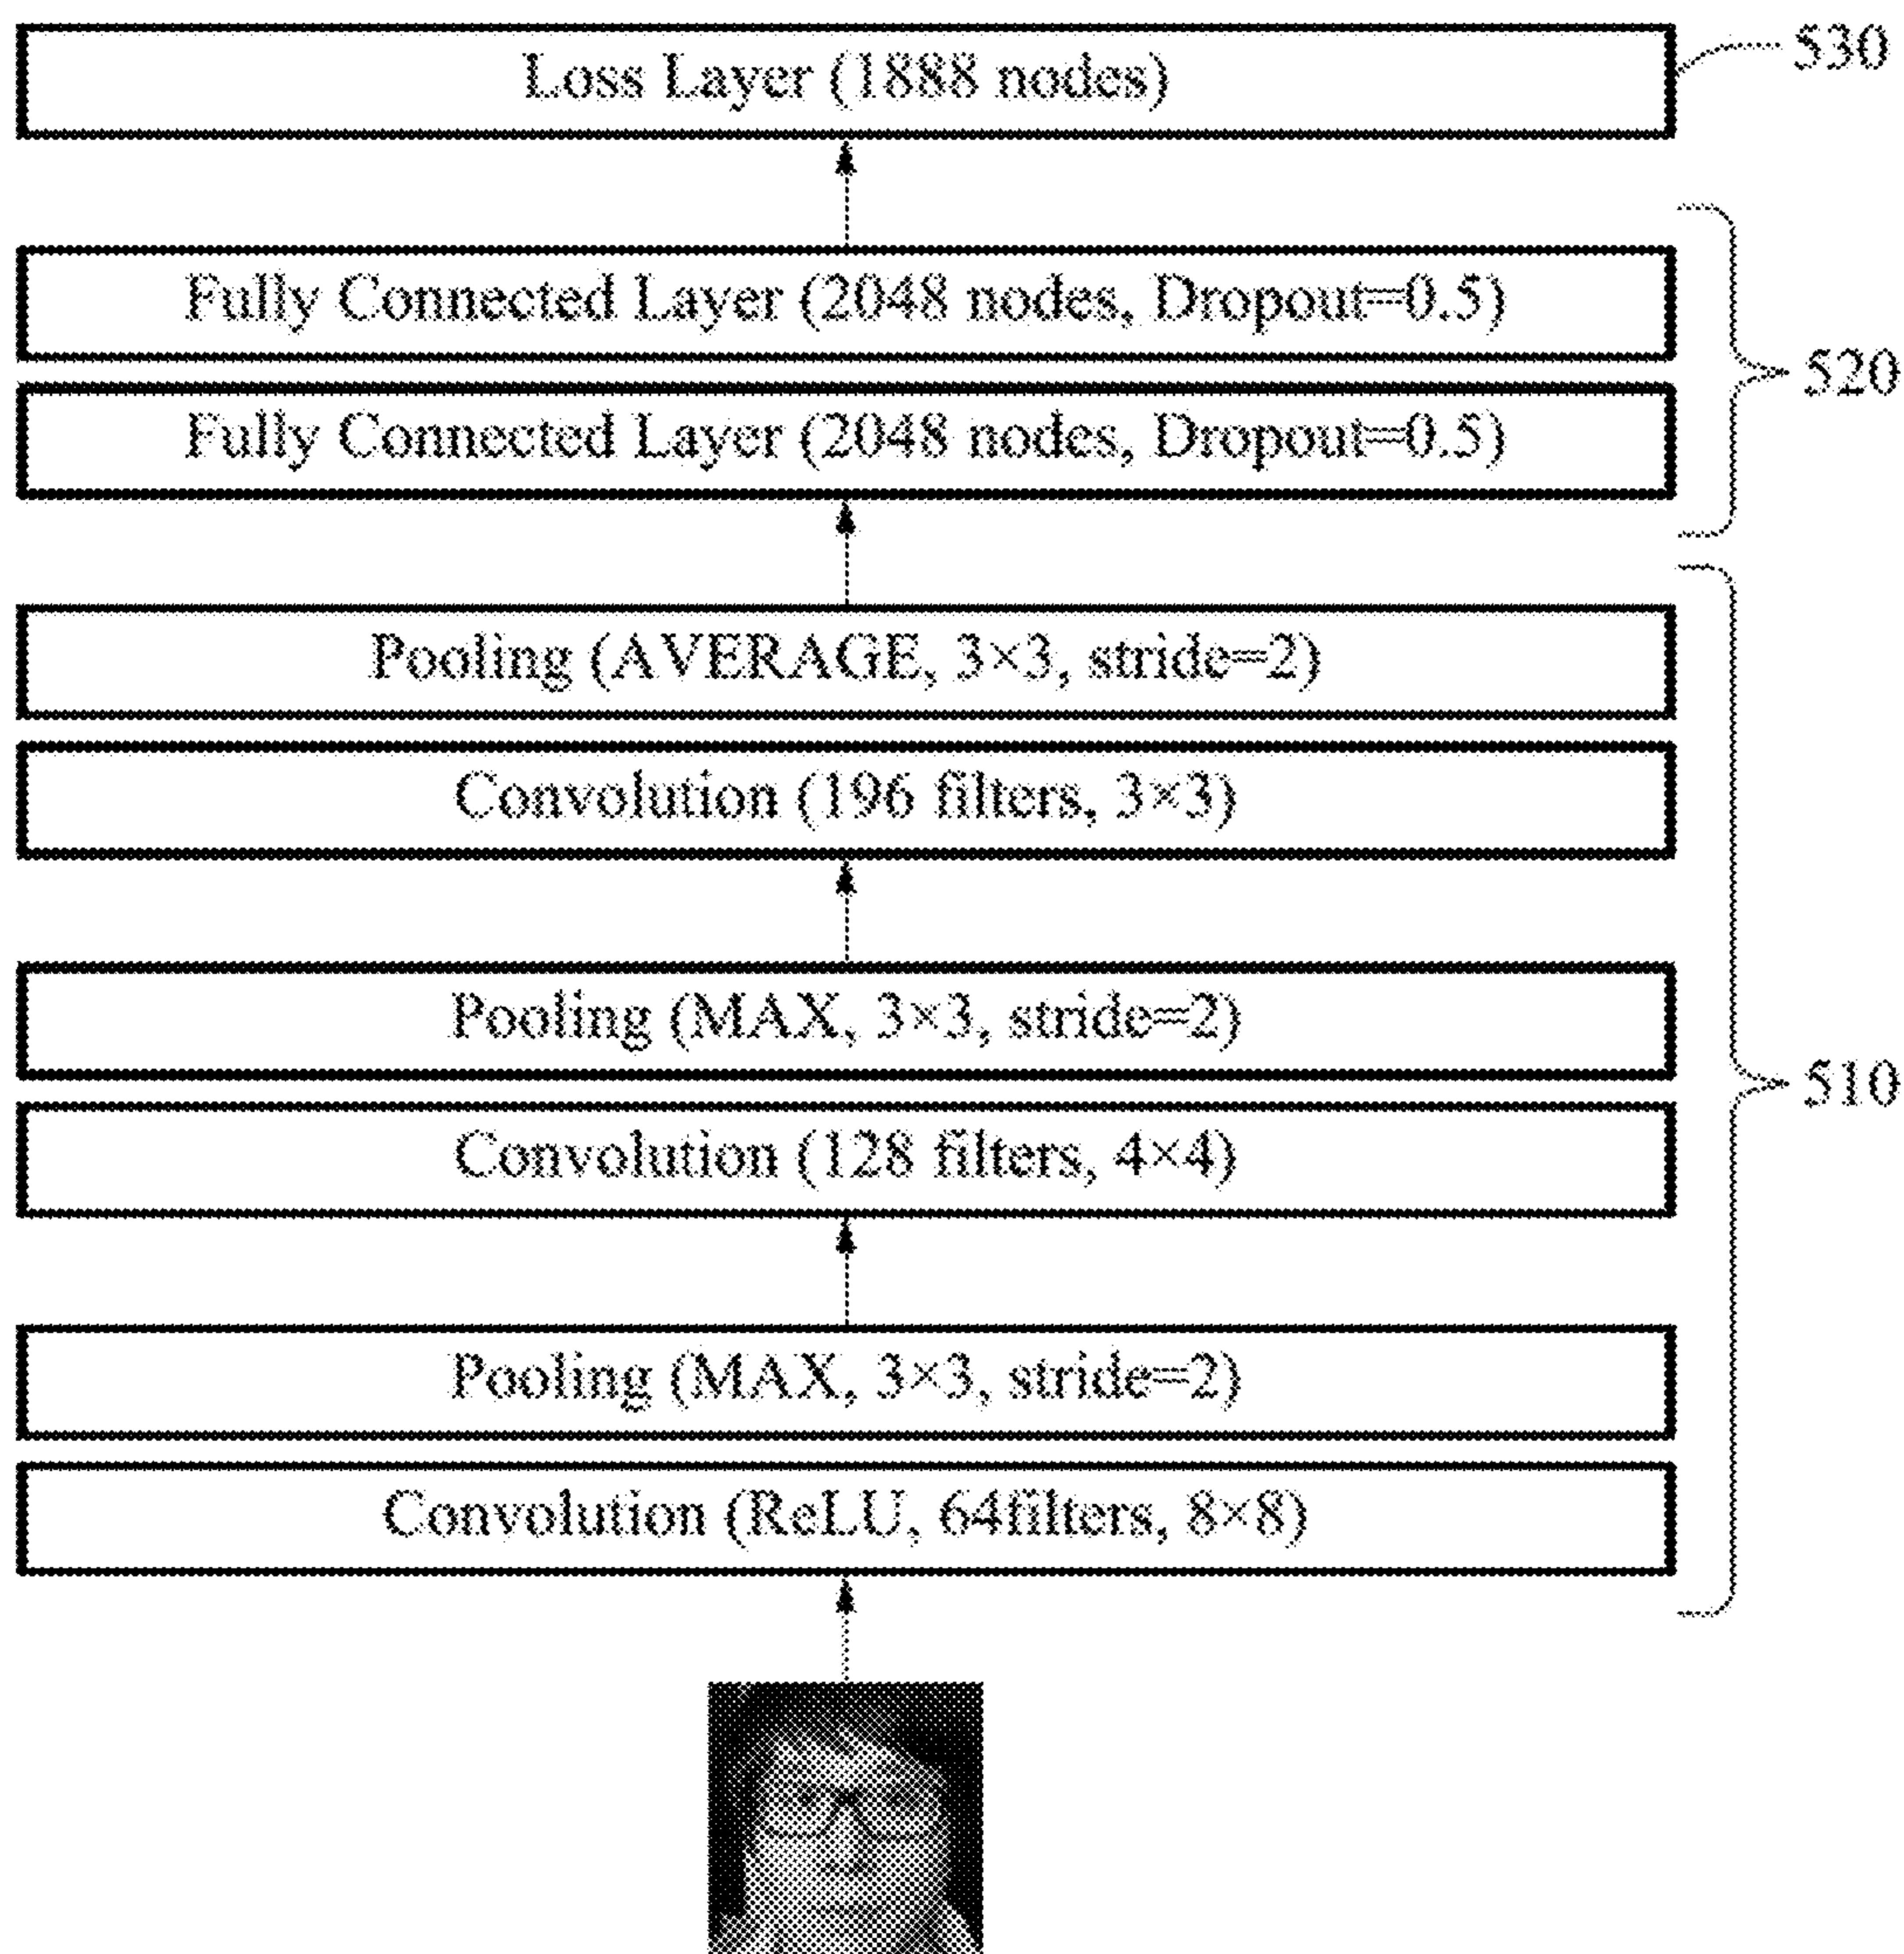 Loss Layer (1888 nodes)
530
Fully Connected Layer (2048 nodes, Dropout=0.5)
520
Fully Connected Layer (2048 nodes, Dropout=0.5)
Pooling (AVERAGE, 3×3, stride=2)
Convolution (196 filters, 3×3)
Pooling (MAX, 3×3, stride=2)
510
Convolution (128 filters, 4×4)
Pooling (MAX, 3×3, stride=2)
Convolution (ReLU, 64filters, 8×8)